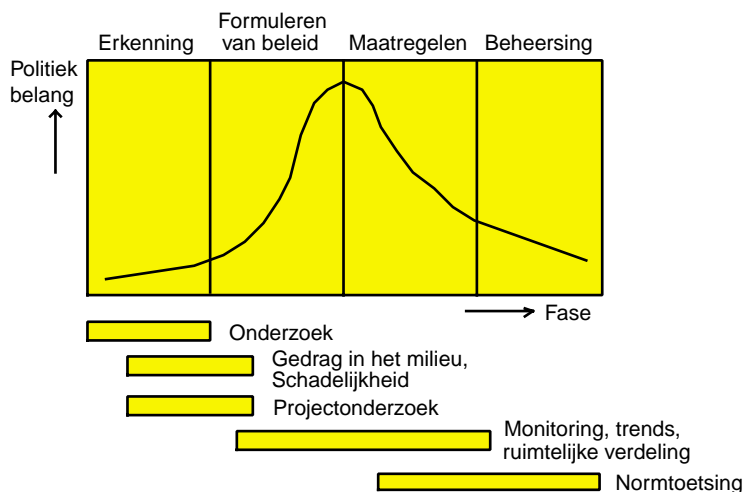 Erkenning
Formuleren
van beleid
Maatregelen
Beheersing
Politiek
belang
Fase
Onderzoek
Gedrag in het milieu,
Schadelijkheid
Projectonderzoek
Monitoring, trends,
ruimtelijke verdeling
Normtoetsing